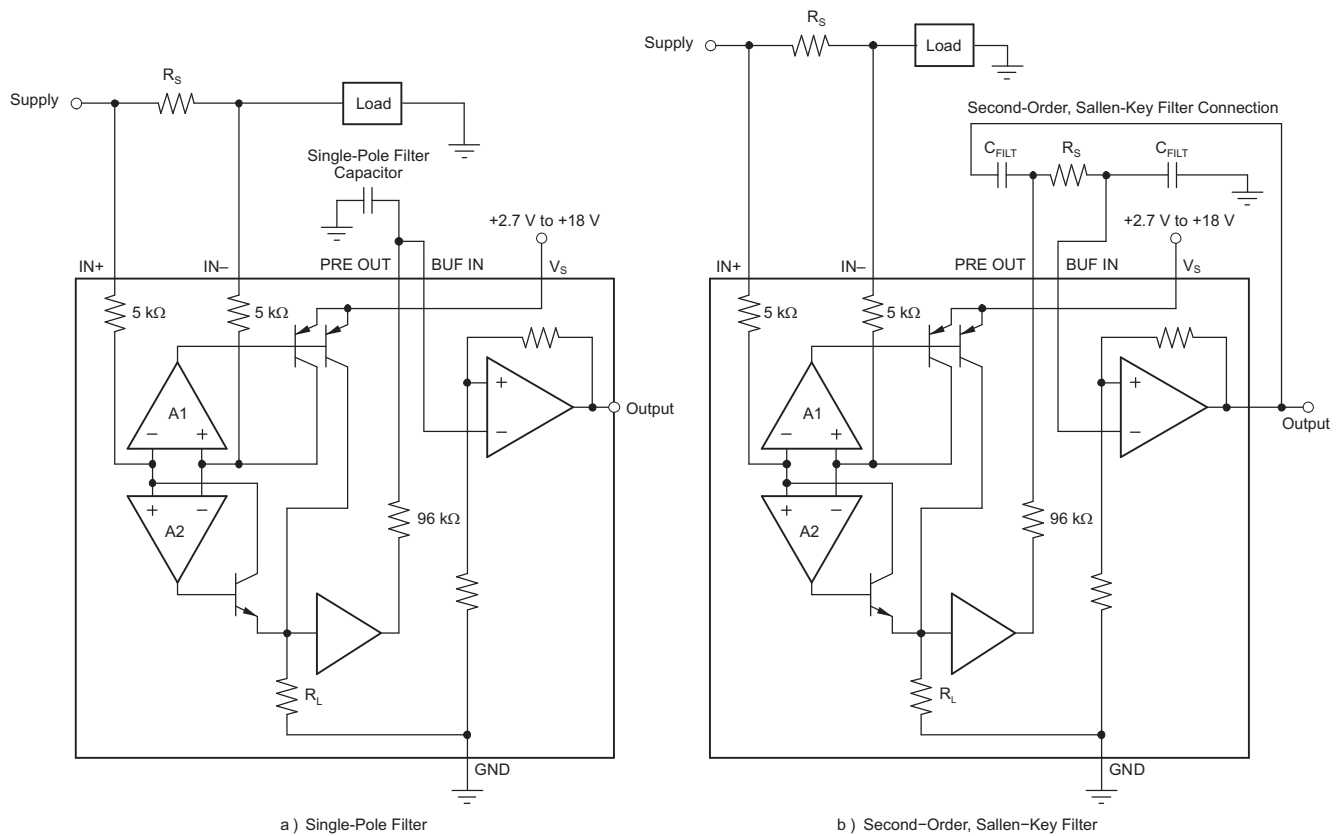 Supply
R_S
Load
Single-Pole Filter
Capacitor
+2.7 V to +18 V
IN+
IN–
PRE OUT
BUF IN
V_S
5 kΩ
5 kΩ
A1
–
+
+
–
A2
+
–
Output
96 kΩ
R_L
GND
a ) Single-Pole Filter
Supply
R_S
Load
Second-Order, Sallen-Key Filter Connection
C_FILT
R_S
C_FILT
+2.7 V to +18 V
IN+
IN–
PRE OUT
BUF IN
V_S
5 kΩ
5 kΩ
A1
–
+
+
–
A2
+
–
Output
96 kΩ
R_L
GND
b ) Second−Order, Sallen−Key Filter